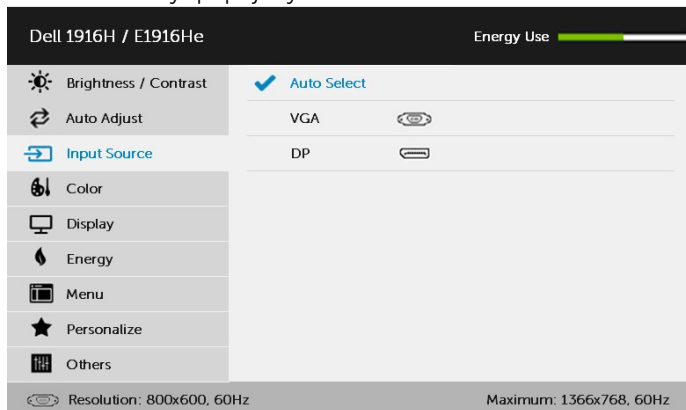 Dell 1916H / E1916He
Energy Use
Brightness / Contrast
Auto Adjust
Input Source
Color
Display
Energy
Menu
Personalize
Others
Auto Select
VGA
DP
Resolution: 800x600, 60Hz
Maximum: 1366x768, 60Hz